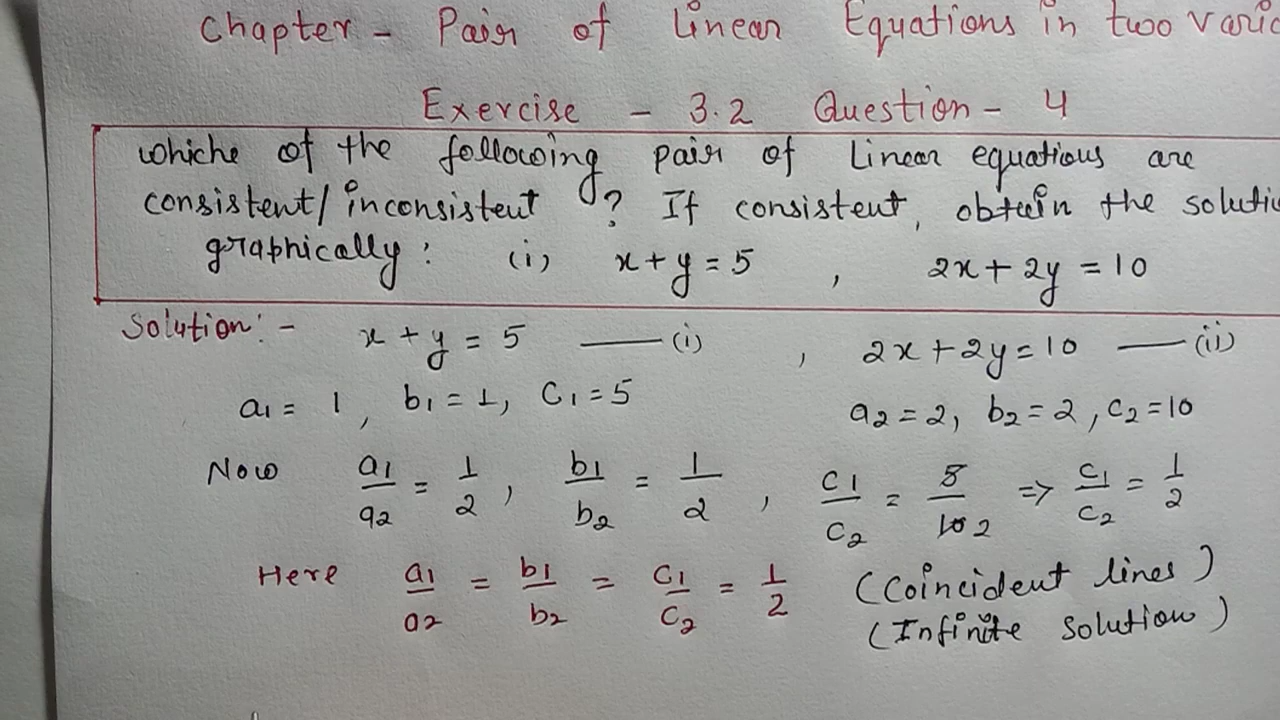 Chapter - Pair of Linear Equations in two varia
Exercise - 3.2 Question - 4
whiche of the following pair of Linear equations are
consistent/inconsistent ? If consistent, obtain the solutio
graphically : (i) x + y = 5 , 2x + 2y = 10
Solution :- x + y = 5 —— (i) , 2x + 2y = 10 —— (ii)
a1 = 1, b1 = 1, C1 = 5 a2 = 2, b2 = 2, c2 = 10
Now a1/a2 = 1/2, b1/b2 = 1/2, C1/C2 = 5/10 2 => C1/C2 = 1/2
Here a1/a2 = b1/b2 = C1/C2 = 1/2 (Coincident lines)
(Infinite Solution)